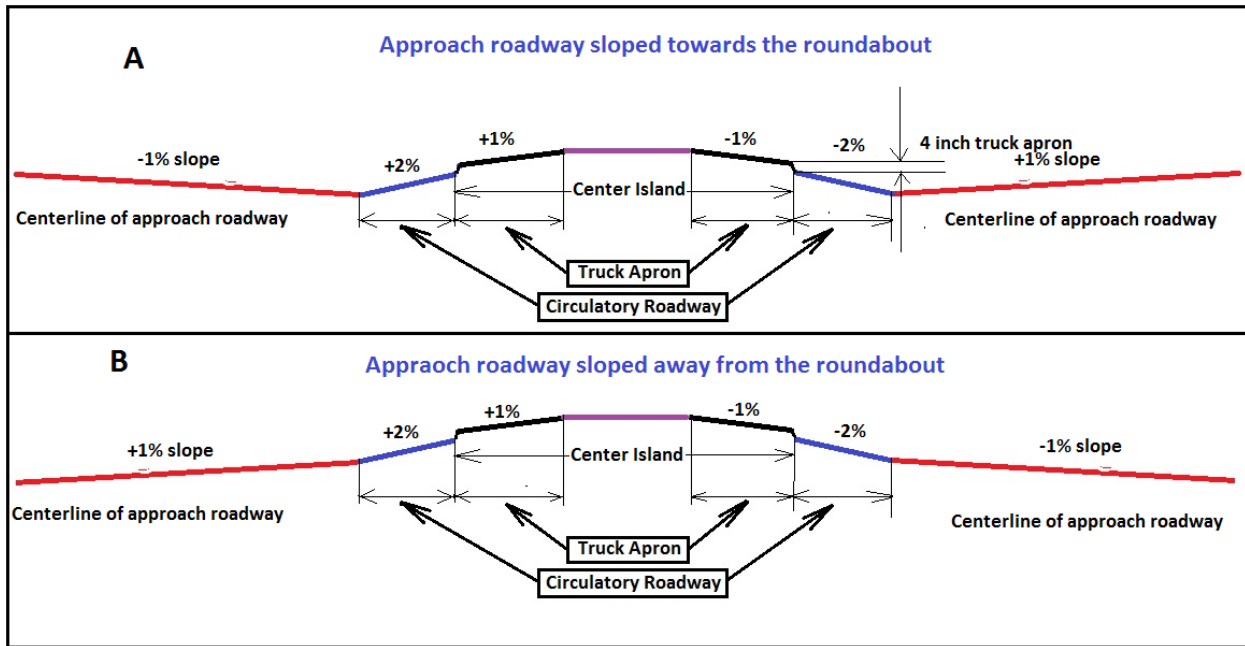 A
Approach roadway sloped towards the roundabout
-1% slope
+2%
+1%
-1%
-2%
4 inch truck apron
+1% slope
Center Island
Centerline of approach roadway
Centerline of approach roadway
Truck Apron
Circulatory Roadway
B
Appraoch roadway sloped away from the roundabout
+1% slope
+2%
+1%
-1%
-2%
-1% slope
Center Island
Centerline of approach roadway
Centerline of approach roadway
Truck Apron
Circulatory Roadway